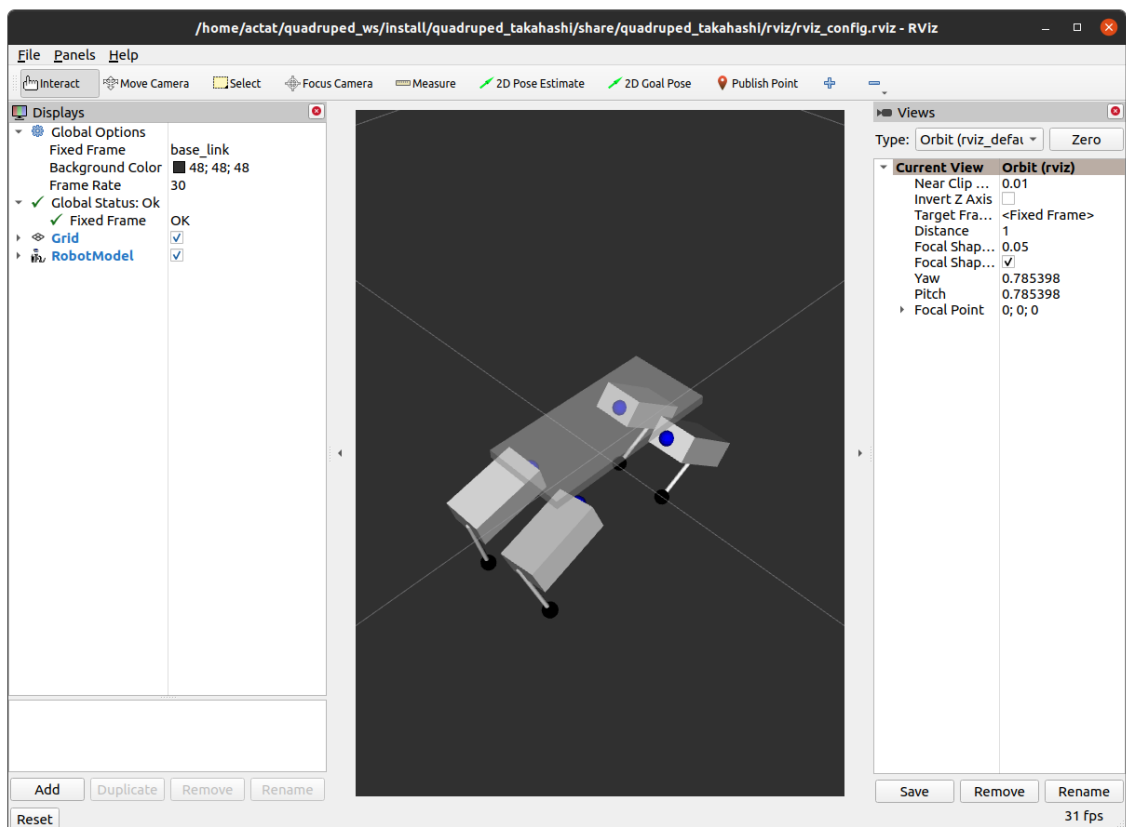 /home/actat/quadruped_ws/install/quadruped_takahashi/share/quadruped_takahashi/rviz/rviz_config.rviz - RViz
File Panels Help
Interact Move Camera Select Focus Camera Measure 2D Pose Estimate 2D Goal Pose Publish Point
Displays
Global Options
Fixed Frame base_link
Background Color 48; 48; 48
Frame Rate 30
Global Status: Ok
Fixed Frame OK
Grid
RobotModel
Add Duplicate Remove Rename
Reset
Views
Type: Orbit (rviz_defau Zero
Current View Orbit (rviz)
Near Clip ... 0.01
Invert Z Axis
Target Fra... <Fixed Frame>
Distance 1
Focal Shap... 0.05
Focal Shap...
Yaw 0.785398
Pitch 0.785398
Focal Point 0; 0; 0
Save Remove Rename
31 fps